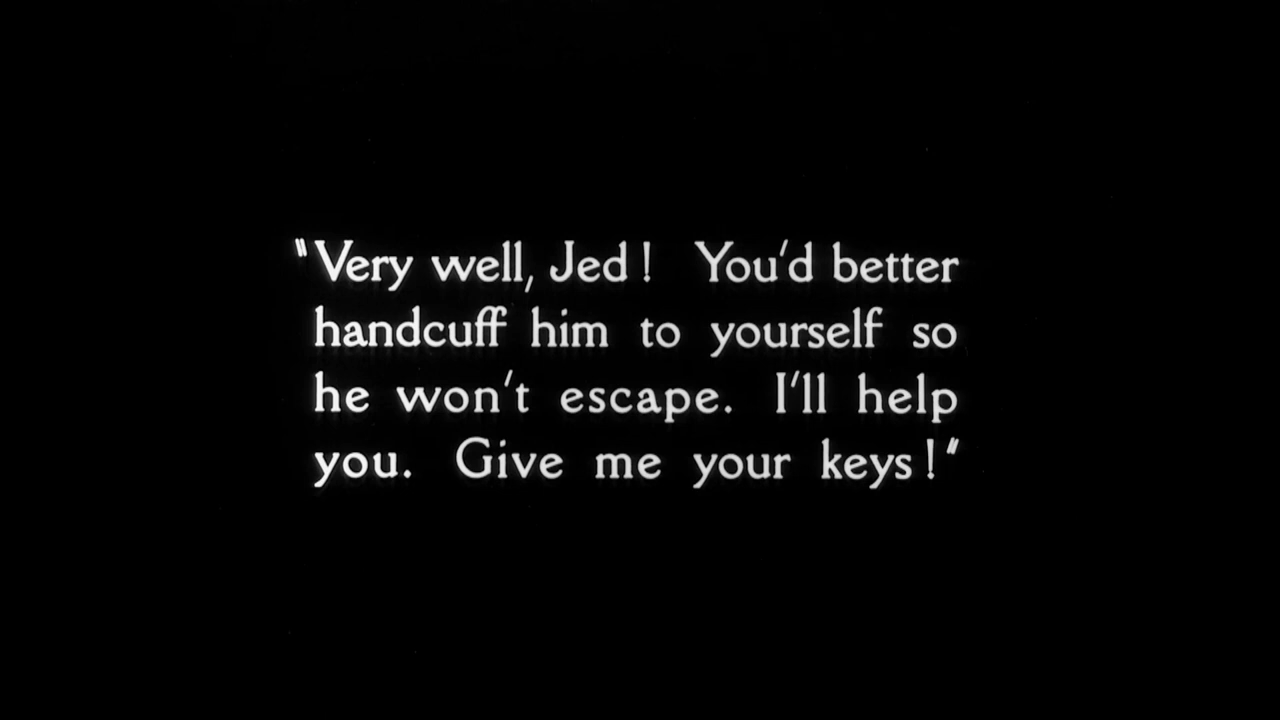 "Very well, Jed! You'd better
handcuff him to yourself so
he won't escape. I'll help
you. Give me your keys!"